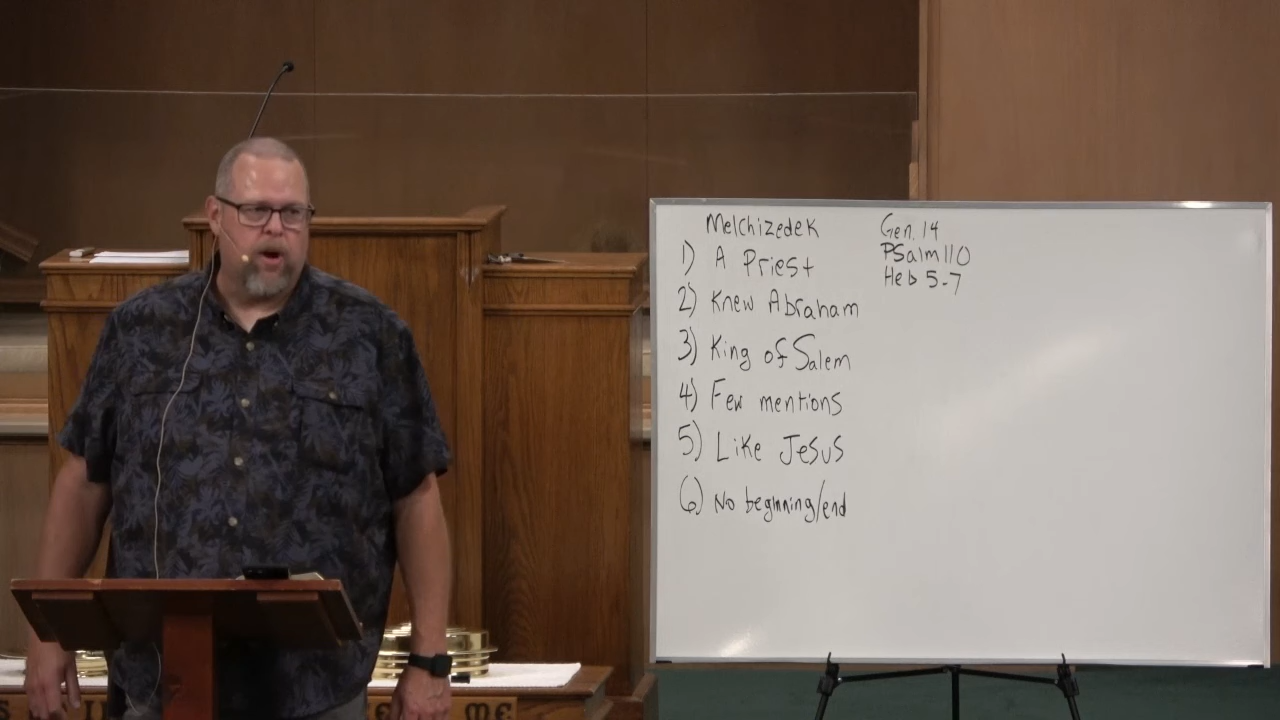 Melchizedek
1) A Priest
2) Knew Abraham
3) King of Salem
4) Few mentions
5) Like Jesus
6) No beginning/end
Gen. 14
Psalm 110
Heb 5-7
ME